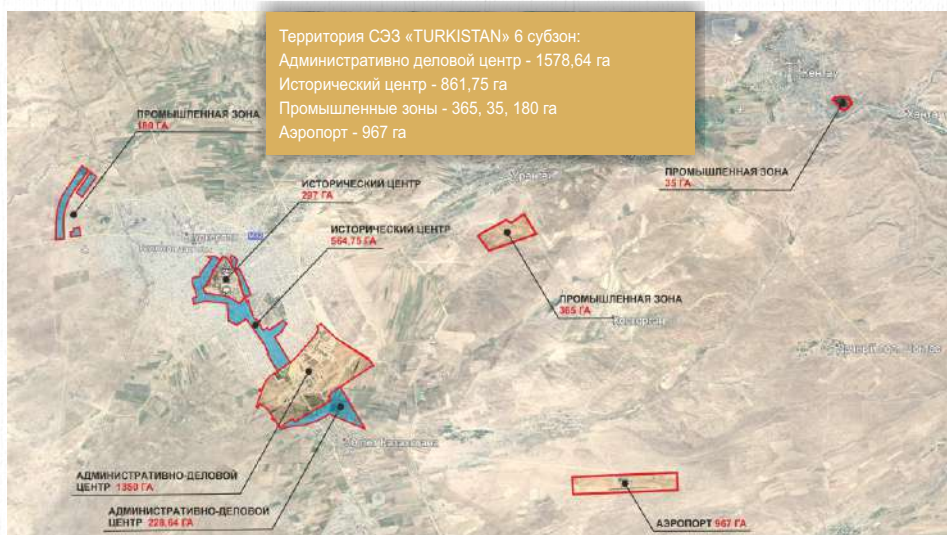 Территория СЭЗ «TURKISTAN» 6 субзон:
Административно деловой центр - 1578,64 га
Исторический центр - 861,75 га
Промышленные зоны - 365, 35, 180 га
Аэропорт - 967 га
Кентау
ПРОМЫШЛЕННАЯ ЗОНА
180 ГА
ПРОМЫШЛЕННАЯ ЗОНА
35 ГА
ИСТОРИЧЕСКИЙ ЦЕНТР
297 ГА
ИСТОРИЧЕСКИЙ ЦЕНТР
564,75 ГА
ПРОМЫШЛЕННАЯ ЗОНА
365 ГА
АДМИНИСТРАТИВНО-ДЕЛОВОЙ
ЦЕНТР 1350 ГА
АДМИНИСТРАТИВНО-ДЕЛОВОЙ
ЦЕНТР 228,64 ГА
АЭРОПОРТ 967 ГА